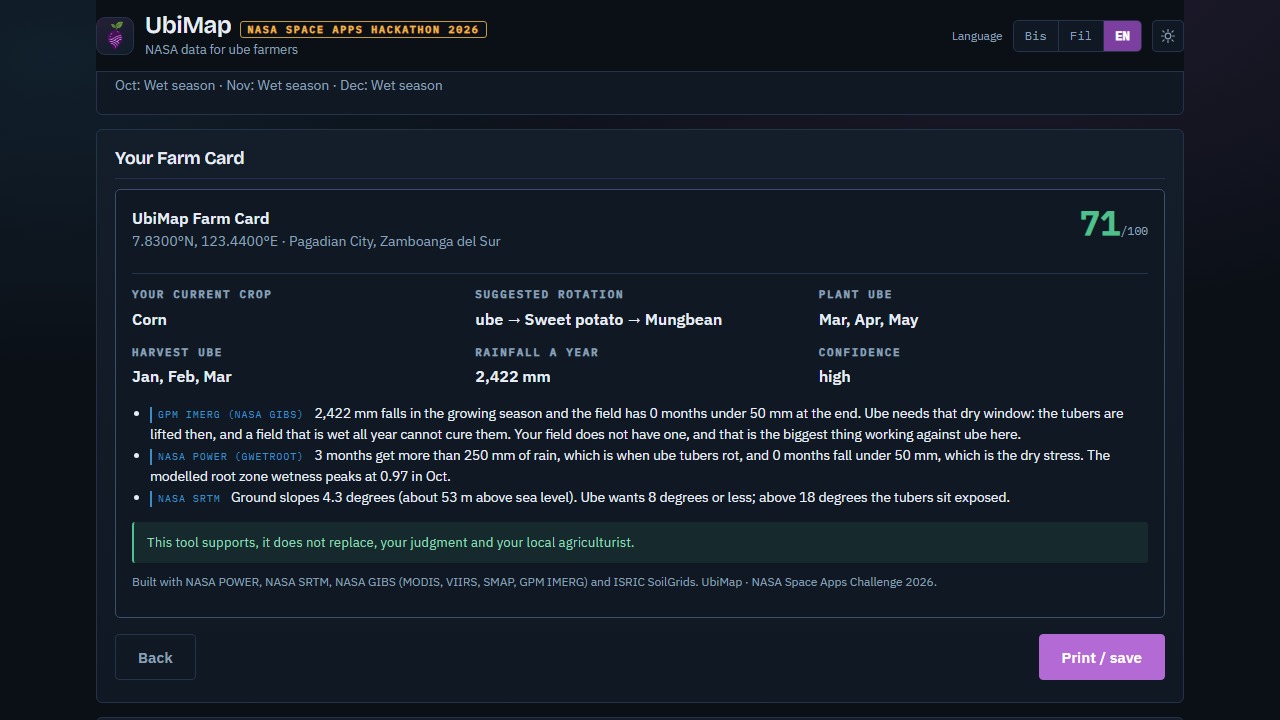 UbiMap NASA SPACE APPS HACKATHON 2026
NASA data for ube farmers
Language Bis Fil EN
Oct: Wet season · Nov: Wet season · Dec: Wet season
Your Farm Card
UbiMap Farm Card
7.8300°N, 123.4400°E · Pagadian City, Zamboanga del Sur
71/100
YOUR CURRENT CROP SUGGESTED ROTATION PLANT UBE
Corn ube → Sweet potato → Mungbean Mar, Apr, May
HARVEST UBE RAINFALL A YEAR CONFIDENCE
Jan, Feb, Mar 2,422 mm high
• GPM IMERG (NASA GIBS) 2,422 mm falls in the growing season and the field has 0 months under 50 mm at the end. Ube needs that dry window: the tubers are
lifted then, and a field that is wet all year cannot cure them. Your field does not have one, and that is the biggest thing working against ube here.
• NASA POWER (GWETROOT) 3 months get more than 250 mm of rain, which is when ube tubers rot, and 0 months fall under 50 mm, which is the dry stress. The
modelled root zone wetness peaks at 0.97 in Oct.
• NASA SRTM Ground slopes 4.3 degrees (about 53 m above sea level). Ube wants 8 degrees or less; above 18 degrees the tubers sit exposed.
This tool supports, it does not replace, your judgment and your local agriculturist.
Built with NASA POWER, NASA SRTM, NASA GIBS (MODIS, VIIRS, SMAP, GPM IMERG) and ISRIC SoilGrids. UbiMap · NASA Space Apps Challenge 2026.
Back Print / save